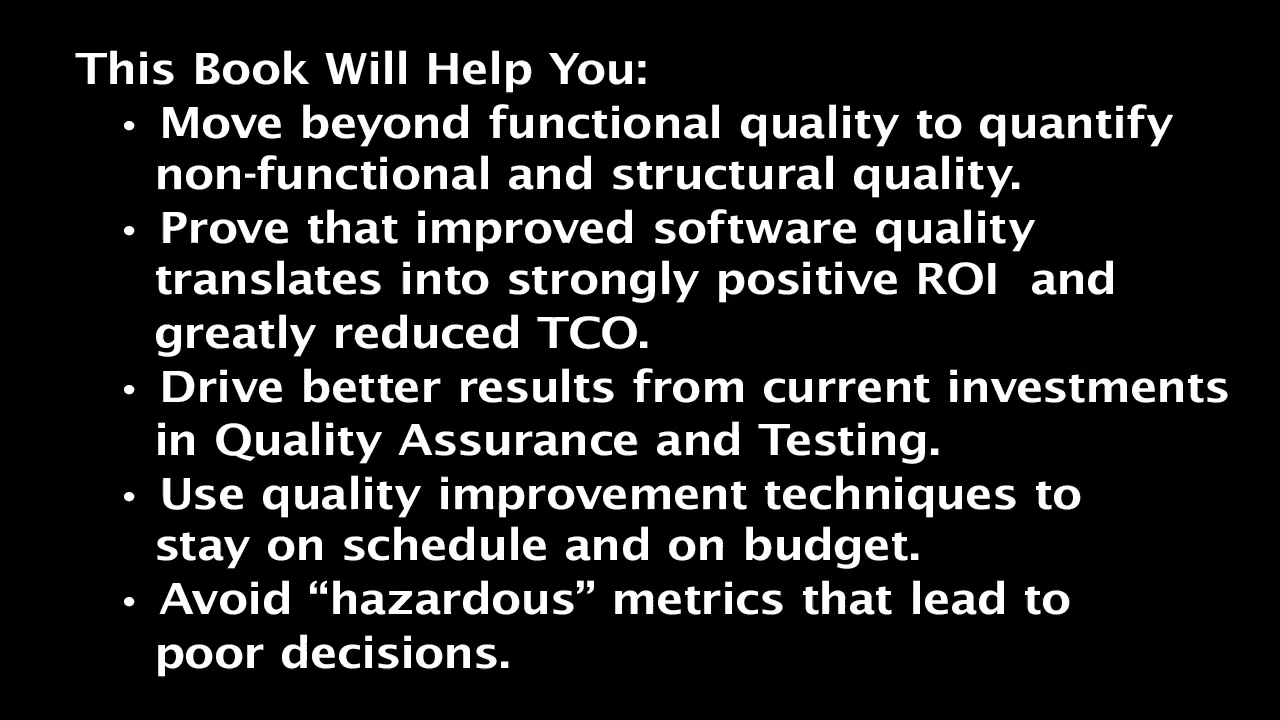 This Book Will Help You:
• Move beyond functional quality to quantify
non-functional and structural quality.
• Prove that improved software quality
translates into strongly positive ROI  and
greatly reduced TCO.
• Drive better results from current investments
in Quality Assurance and Testing.
• Use quality improvement techniques to
stay on schedule and on budget.
• Avoid “hazardous” metrics that lead to
poor decisions.